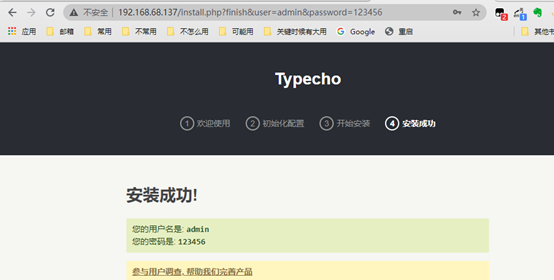 不安全 | 192.168.68.137/install.php?finish&user=admin&password=123456
应用 邮箱 常用 不常用 不怎么用 可能用 关键时候有大用 Google 重启 其他书
Typecho
1 欢迎使用 2 初始化配置 3 开始安装 4 安装成功
安装成功!
您的用户名是: admin
您的密码是: 123456
参与用户调查, 帮助我们完善产品